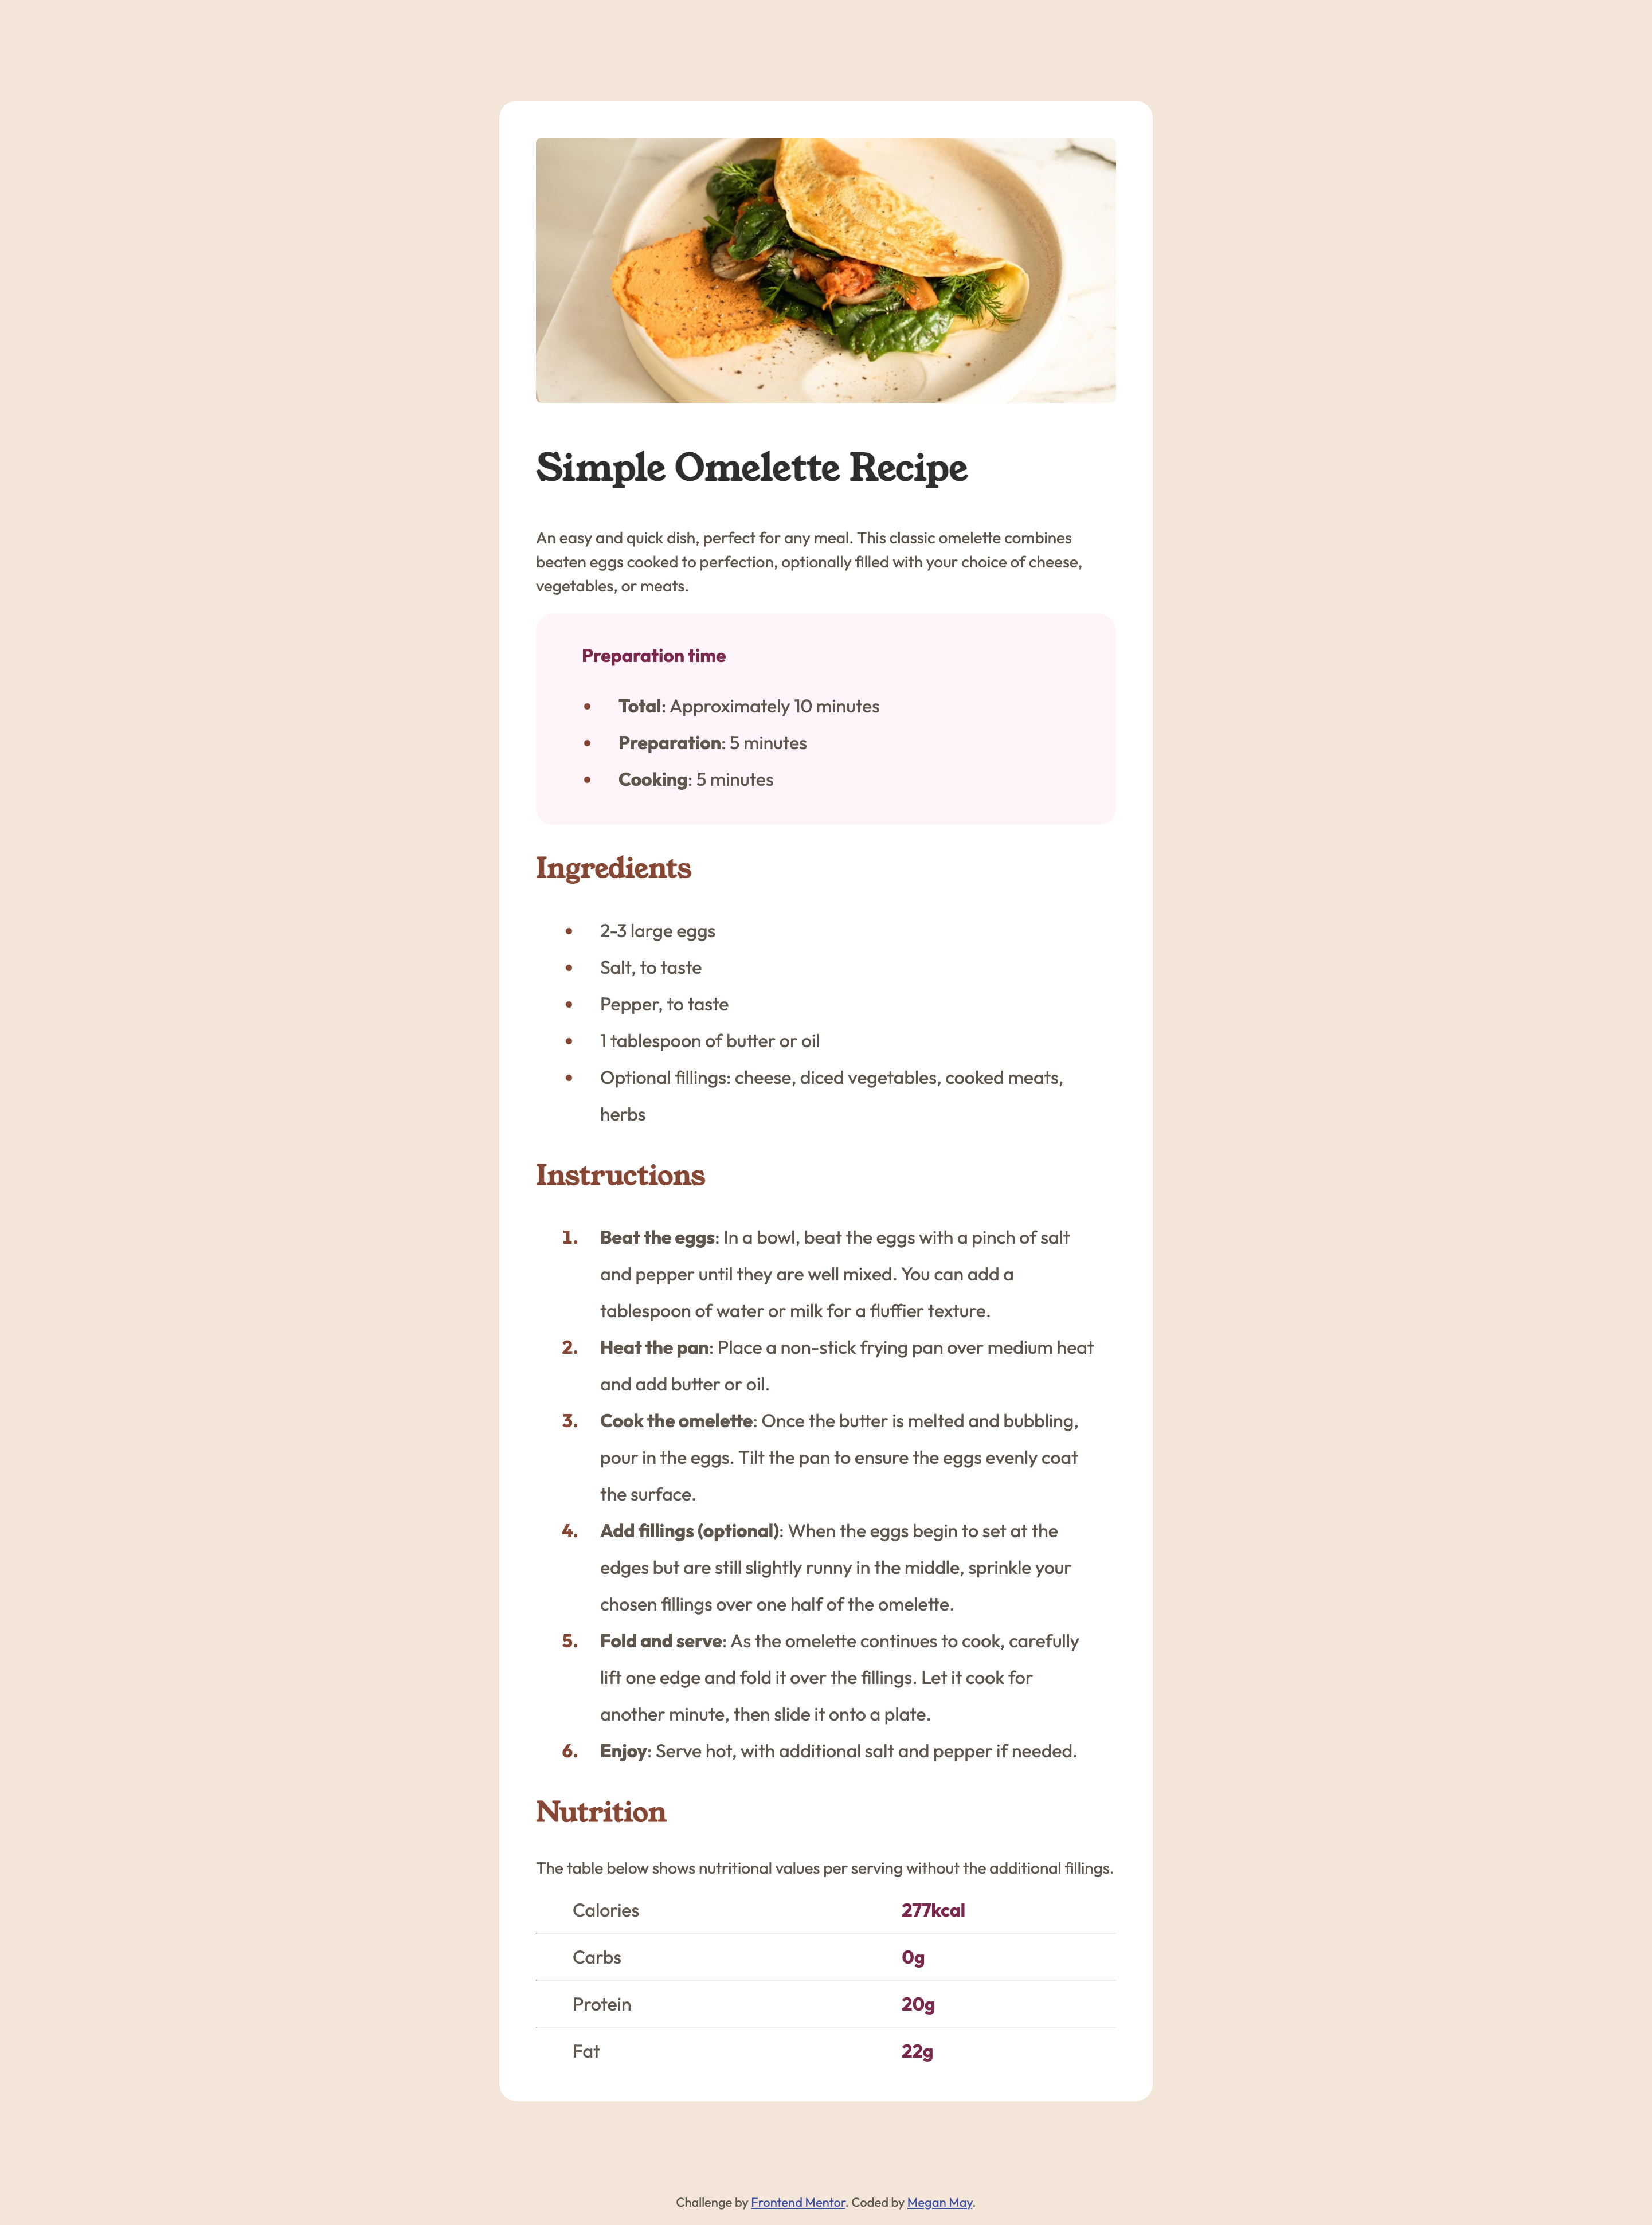 Simple Omelette Recipe
An easy and quick dish, perfect for any meal. This classic omelette combines
beaten eggs cooked to perfection, optionally filled with your choice of cheese,
vegetables, or meats.
Preparation time
• Total: Approximately 10 minutes
• Preparation: 5 minutes
• Cooking: 5 minutes
Ingredients
• 2-3 large eggs
• Salt, to taste
• Pepper, to taste
• 1 tablespoon of butter or oil
• Optional fillings: cheese, diced vegetables, cooked meats,
herbs
Instructions
1. Beat the eggs: In a bowl, beat the eggs with a pinch of salt
and pepper until they are well mixed. You can add a
tablespoon of water or milk for a fluffier texture.
2. Heat the pan: Place a non-stick frying pan over medium heat
and add butter or oil.
3. Cook the omelette: Once the butter is melted and bubbling,
pour in the eggs. Tilt the pan to ensure the eggs evenly coat
the surface.
4. Add fillings (optional): When the eggs begin to set at the
edges but are still slightly runny in the middle, sprinkle your
chosen fillings over one half of the omelette.
5. Fold and serve: As the omelette continues to cook, carefully
lift one edge and fold it over the fillings. Let it cook for
another minute, then slide it onto a plate.
6. Enjoy: Serve hot, with additional salt and pepper if needed.
Nutrition
The table below shows nutritional values per serving without the additional fillings.
Calories 277kcal
Carbs 0g
Protein 20g
Fat 22g
Challenge by Frontend Mentor. Coded by Megan May.